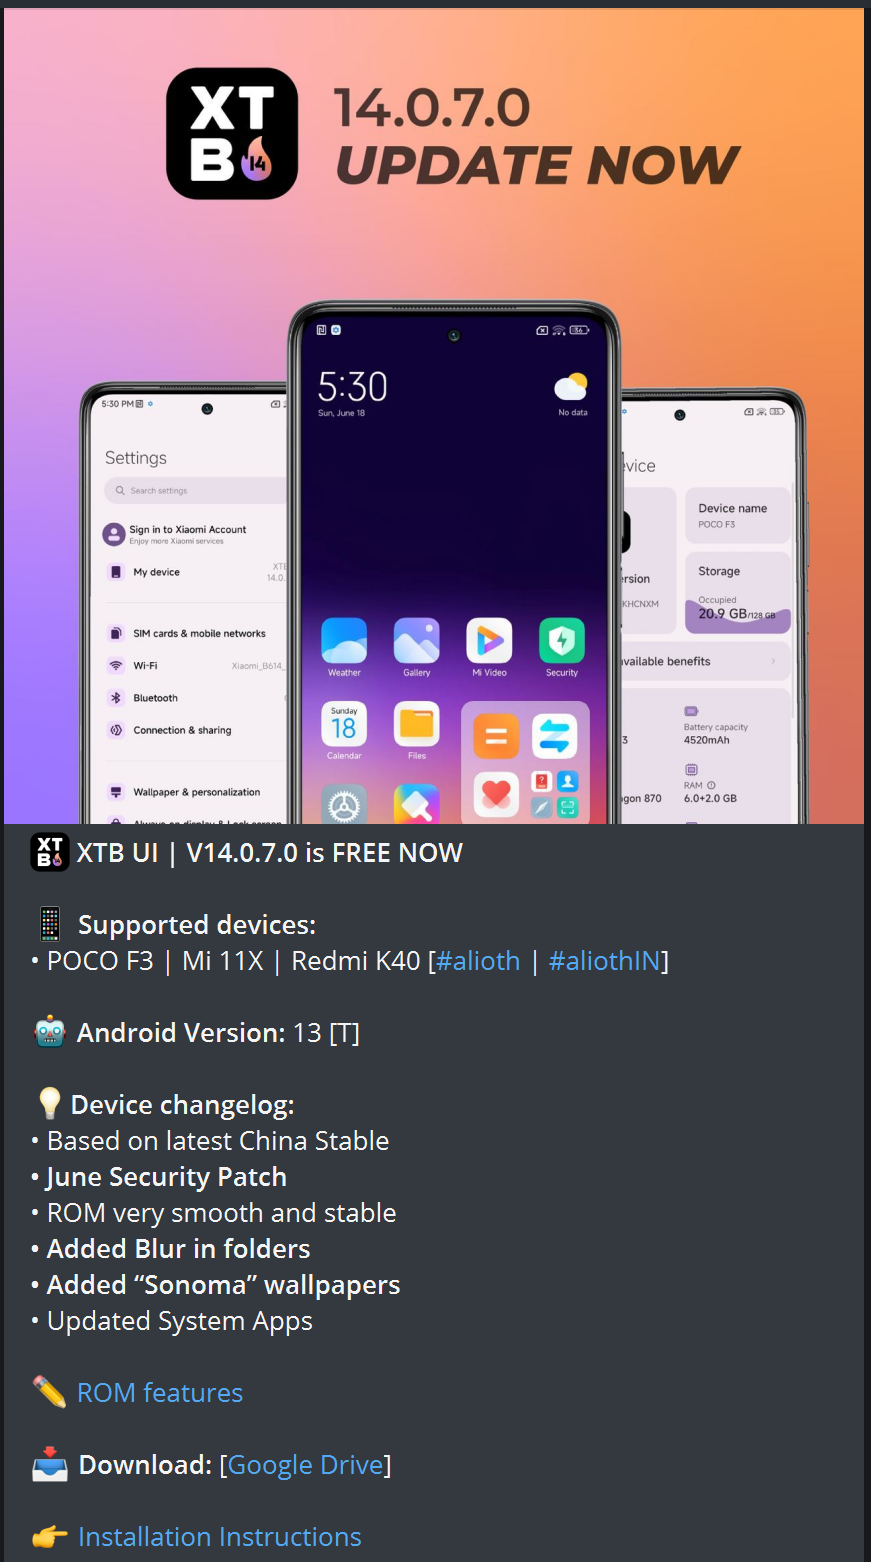 XT
B 14
14.0.7.0
UPDATE NOW
5:30 PM
Settings
Search settings
Sign in to Xiaomi Account
Enjoy more Xiaomi services
My device
XTB
14.0.
SIM cards & mobile networks
Wi-Fi
Xiaomi_B614_
Bluetooth
Connection & sharing
Wallpaper & personalization
Always-on display & Lock screen
5:30
Sun, June 18
No data
Weather
Gallery
Mi Video
Security
Sunday
18
Calendar
Files
evice
Device name
POCO F3
ersion
KHCNXM
Storage
Occupied
20.9 GB/128 GB
available benefits
Battery capacity
4520mAh
3
RAM
gon 870
6.0+2.0 GB
XT
B
XTB UI | V14.0.7.0 is FREE NOW
Supported devices:
• POCO F3 | Mi 11X | Redmi K40 [#alioth | #aliothIN]
Android Version: 13 [T]
Device changelog:
• Based on latest China Stable
• June Security Patch
• ROM very smooth and stable
• Added Blur in folders
• Added “Sonoma” wallpapers
• Updated System Apps
ROM features
Download: [Google Drive]
Installation Instructions